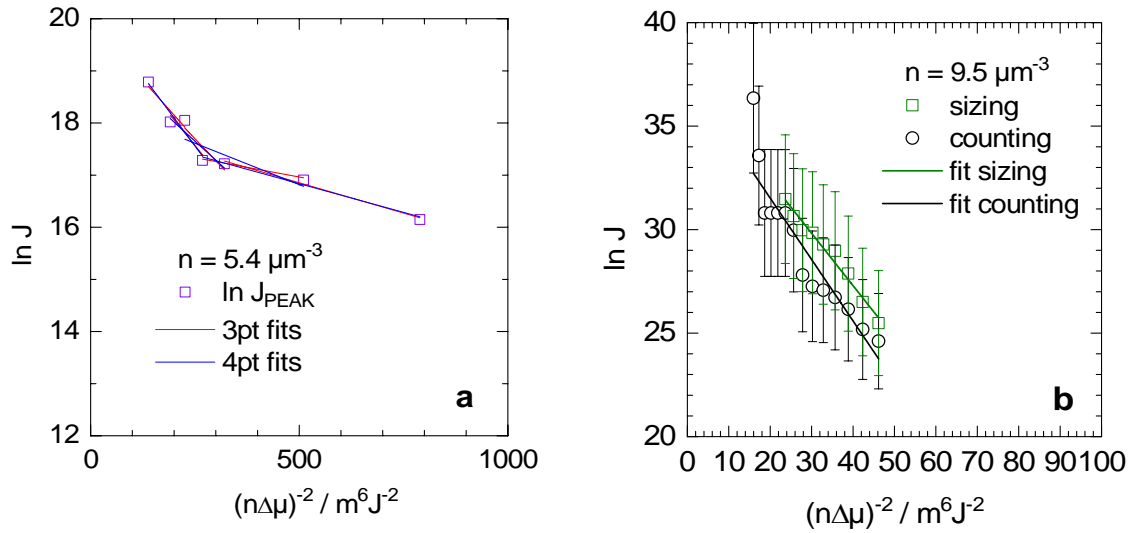 20
18
16
14
12
ln J
n = 5.4 µm⁻³
ln J_PEAK
3pt fits
4pt fits
a
0
500
1000
(nΔµ)⁻² / m⁶J⁻²
40
35
30
25
20
ln J
n = 9.5 µm⁻³
sizing
counting
fit sizing
fit counting
b
0 10 20 30 40 50 60 70 80 90100
(nΔµ)⁻² / m⁶J⁻²